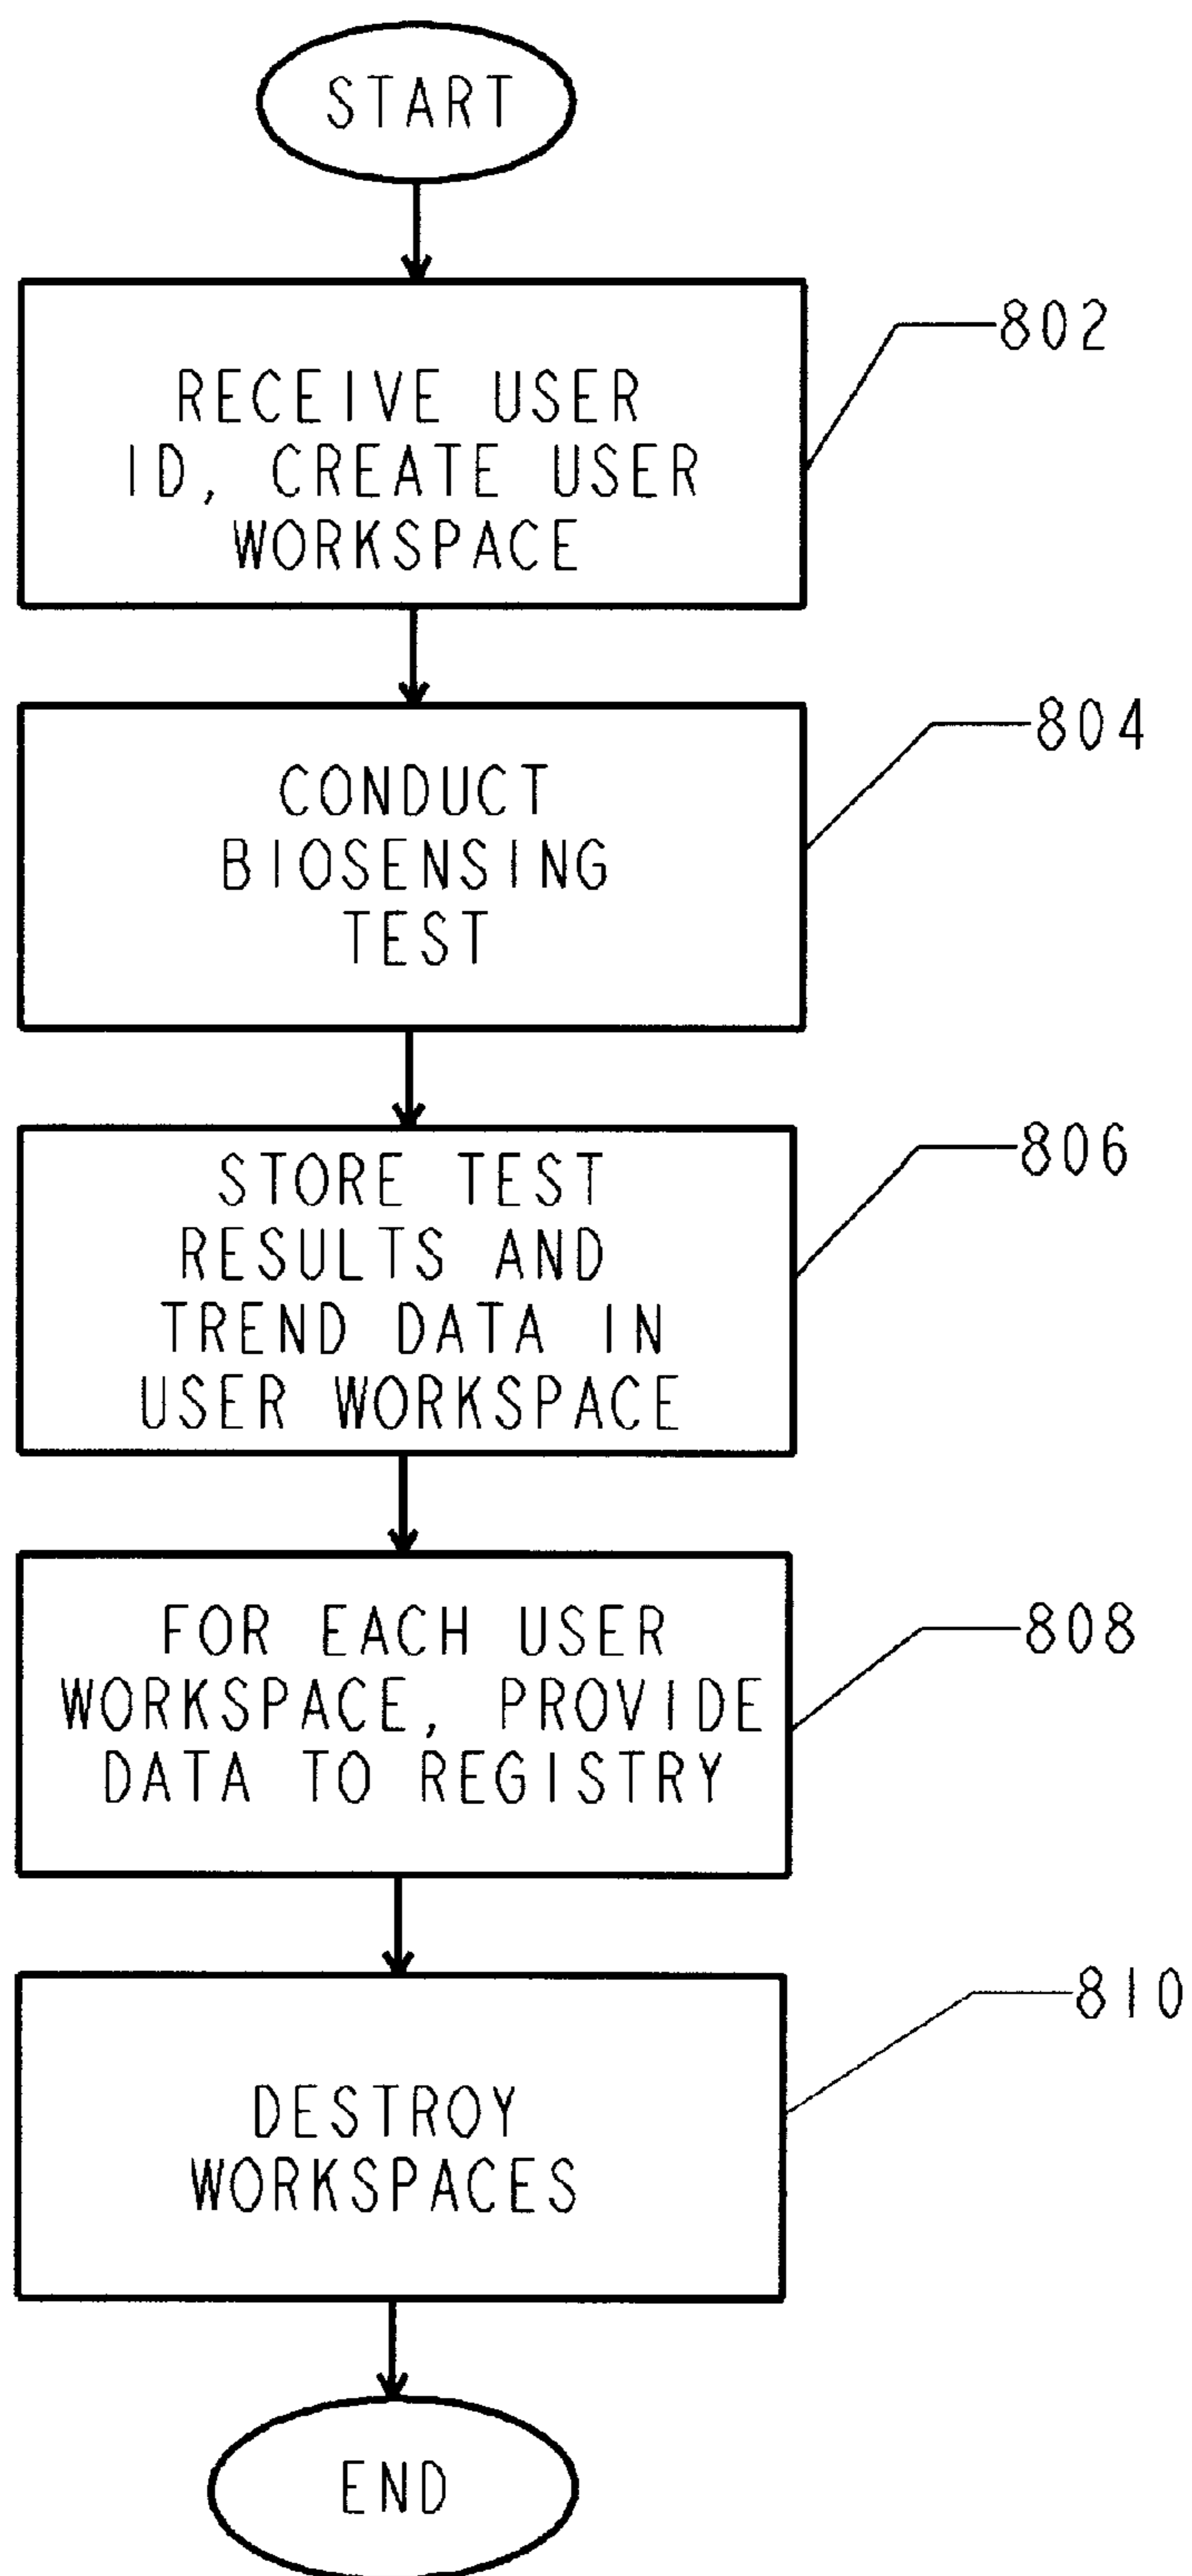 START
802
RECEIVE USER
ID, CREATE USER
WORKSPACE
804
CONDUCT
BIOSENSING
TEST
806
STORE TEST
RESULTS AND
TREND DATA IN
USER WORKSPACE
808
FOR EACH USER
WORKSPACE, PROVIDE
DATA TO REGISTRY
810
DESTROY
WORKSPACES
END